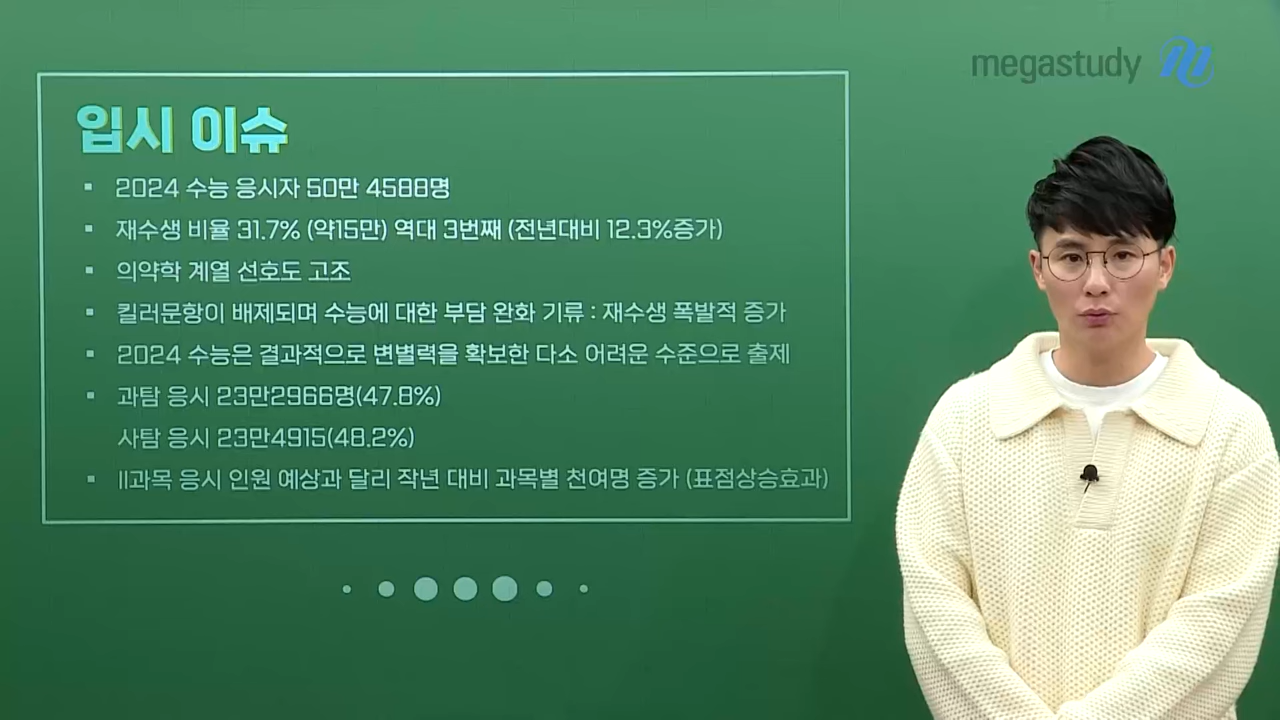 megastudy
입시 이슈
▪ 2024 수능 응시자 50만 4588명
▪ 재수생 비율 31.7% (약15만) 역대 3번째 (전년대비 12.3%증가)
▪ 의약학 계열 선호도 고조
▪ 킬러문항이 배제되며 수능에 대한 부담 완화 기류 : 재수생 폭발적 증가
▪ 2024 수능은 결과적으로 변별력을 확보한 다소 어려운 수준으로 출제
▪ 과탐 응시 23만2966명(47.8%)
사탐 응시 23만4915(48.2%)
▪ II과목 응시 인원 예상과 달리 작년 대비 과목별 천여명 증가 (표점상승효과)